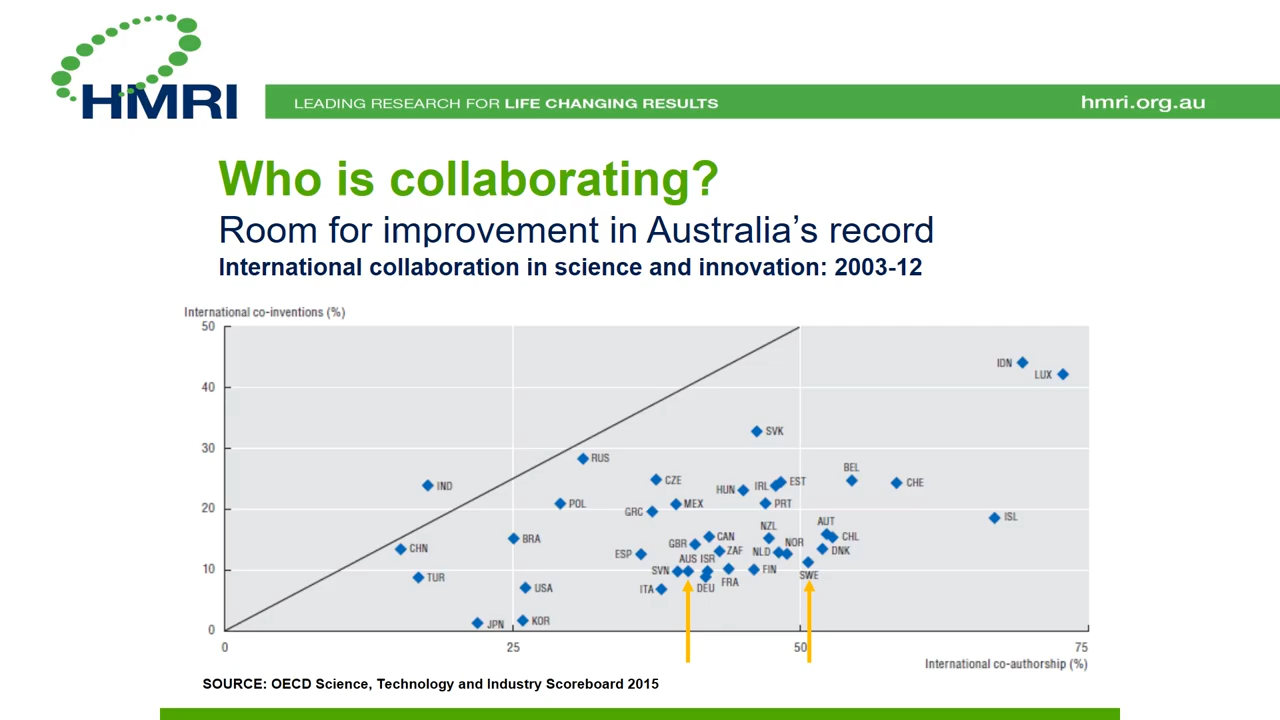 HMRI
LEADING RESEARCH FOR LIFE CHANGING RESULTS
hmri.org.au
Who is collaborating?
Room for improvement in Australia’s record
International collaboration in science and innovation: 2003-12
International co-inventions (%)
50
40
30
20
10
0
IDN
LUX
SVK
RUS
CZE
BEL
IND
HUN
IRL
EST
CHE
POL
GRC
MEX
PRT
ISL
BRA
CAN
NZL
AUT
CHL
CHN
ESP
GBR
ZAF
NLD
NOR
DNK
TUR
SVN
AUS
ISR
FRA
FIN
SWE
USA
ITA
DEU
JPN
KOR
0
25
50
75
International co-authorship (%)
SOURCE: OECD Science, Technology and Industry Scoreboard 2015